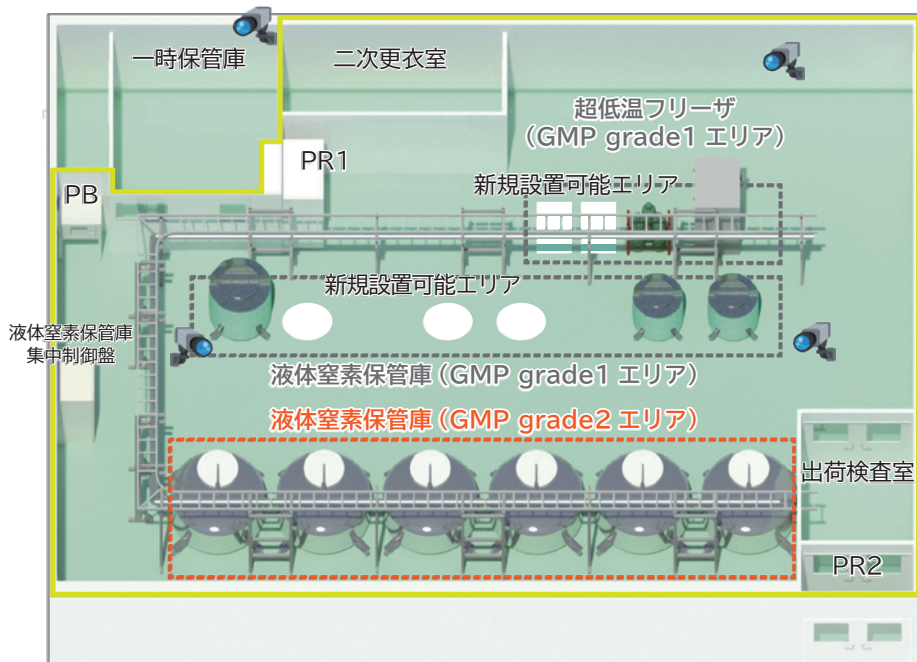 一時保管庫
二次更衣室
超低温フリーザ
（GMP grade1 エリア）
PR1
新規設置可能エリア
PB
新規設置可能エリア
液体窒素保管庫
集中制御盤
液体窒素保管庫（GMP grade1 エリア）
液体窒素保管庫（GMP grade2 エリア）
出荷検査室
PR2